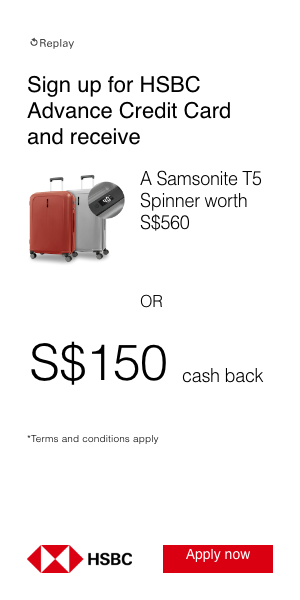 Replay
Sign up for HSBC
Advance Credit Card
and receive
A Samsonite T5
Spinner worth
S$560
OR
S$150 cash back
*Terms and conditions apply
HSBC
Apply now